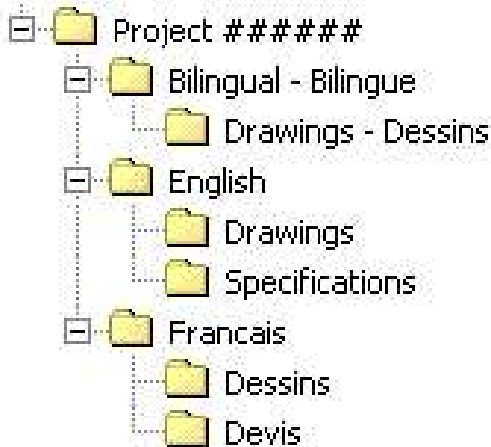 Project ######
Bilingual - Bilingue
Drawings - Dessins
English
Drawings
Specifications
Francais
Dessins
Devis